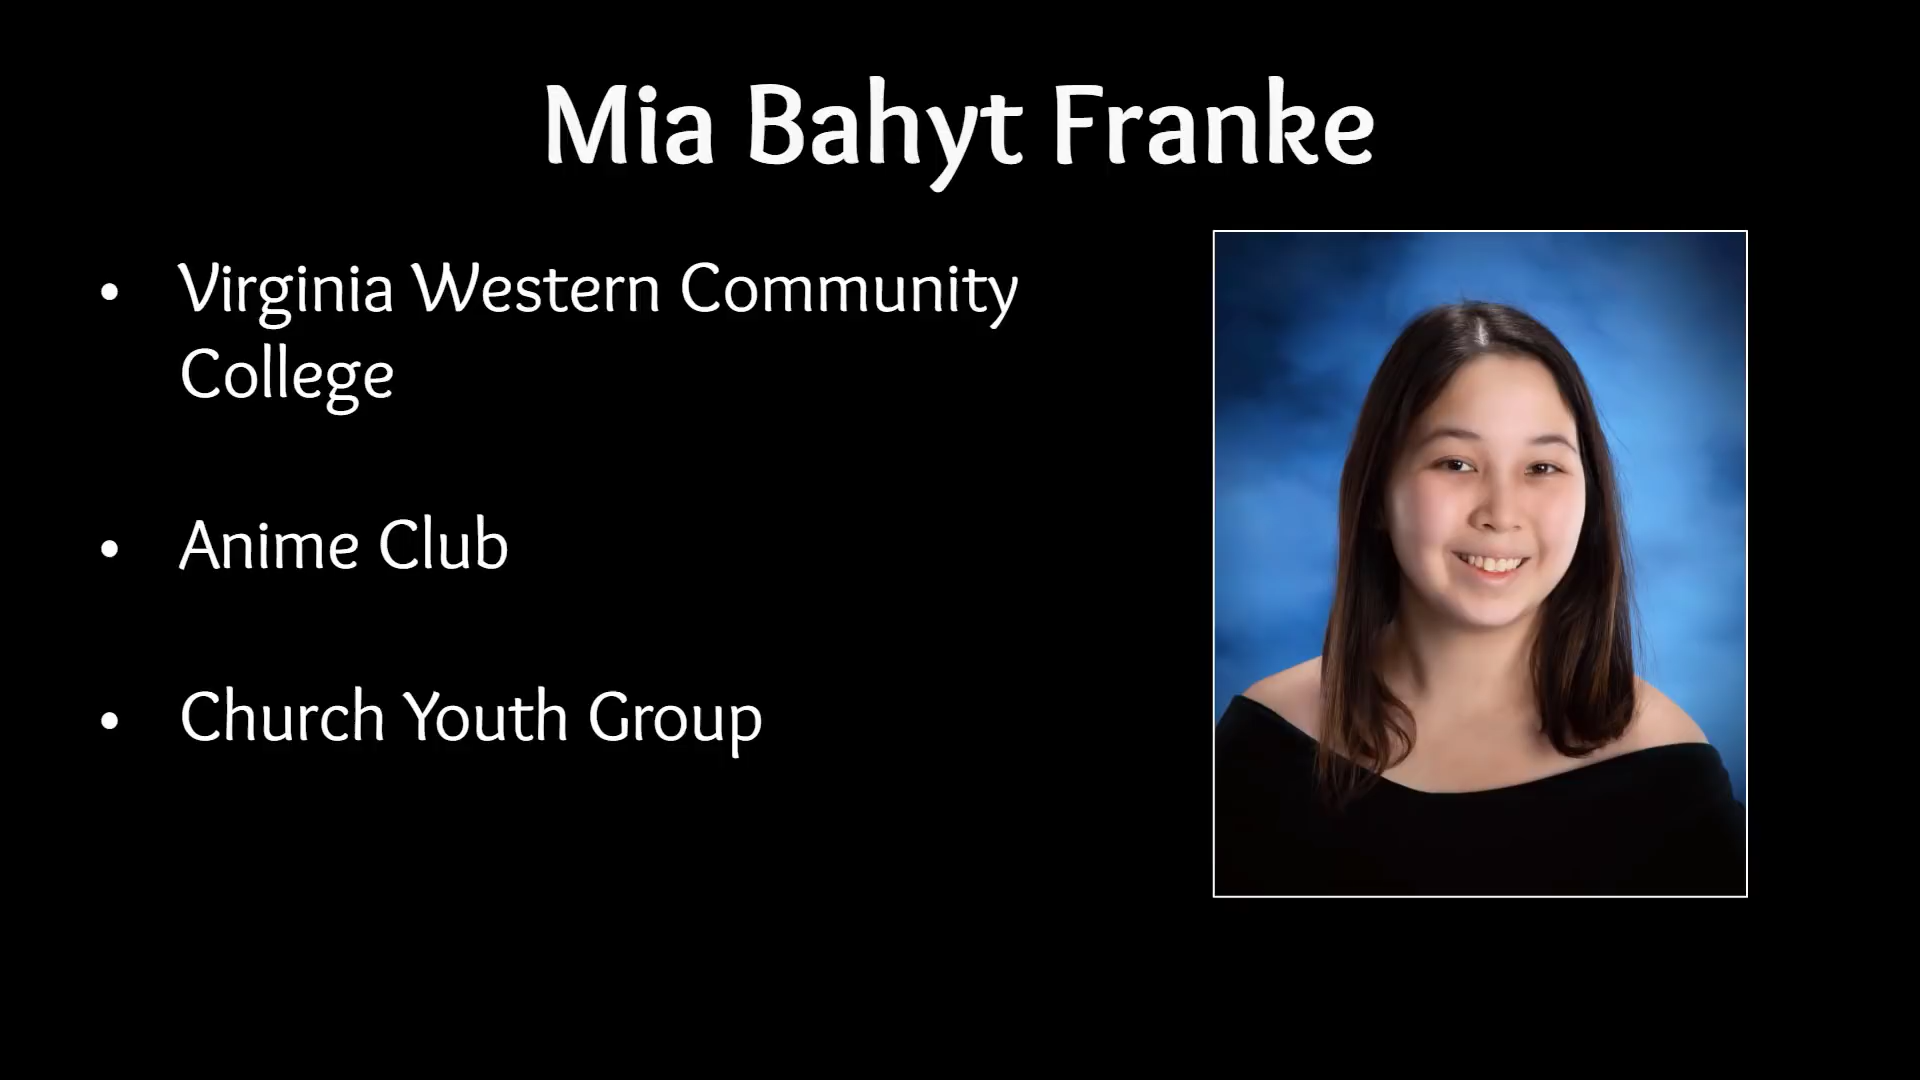 Mia Bahyt Franke
• Virginia Western Community
College
• Anime Club
• Church Youth Group